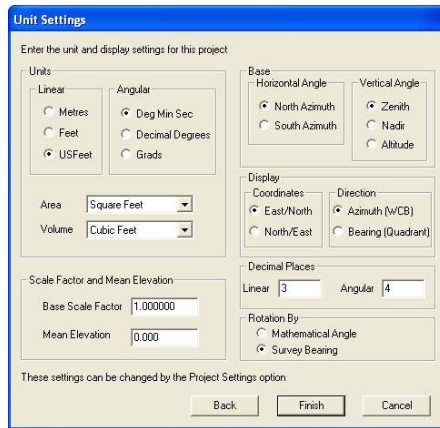 Unit Settings
Enter the unit and display settings for this project
Units
Linear
Metres
Feet
USFeet
Angular
Deg Min Sec
Decimal Degrees
Grads
Area Square Feet
Volume Cubic Feet
Scale Factor and Mean Elevation
Base Scale Factor 1.000000
Mean Elevation 0.000
Base
Horizontal Angle
North Azimuth
South Azimuth
Vertical Angle
Zenith
Nadir
Altitude
Display
Coordinates
East/North
North/East
Direction
Azimuth (WCB)
Bearing (Quadrant)
Decimal Places
Linear 3 Angular 4
Rotation By
Mathematical Angle
Survey Bearing
These settings can be changed by the Project Settings option
Back Finish Cancel